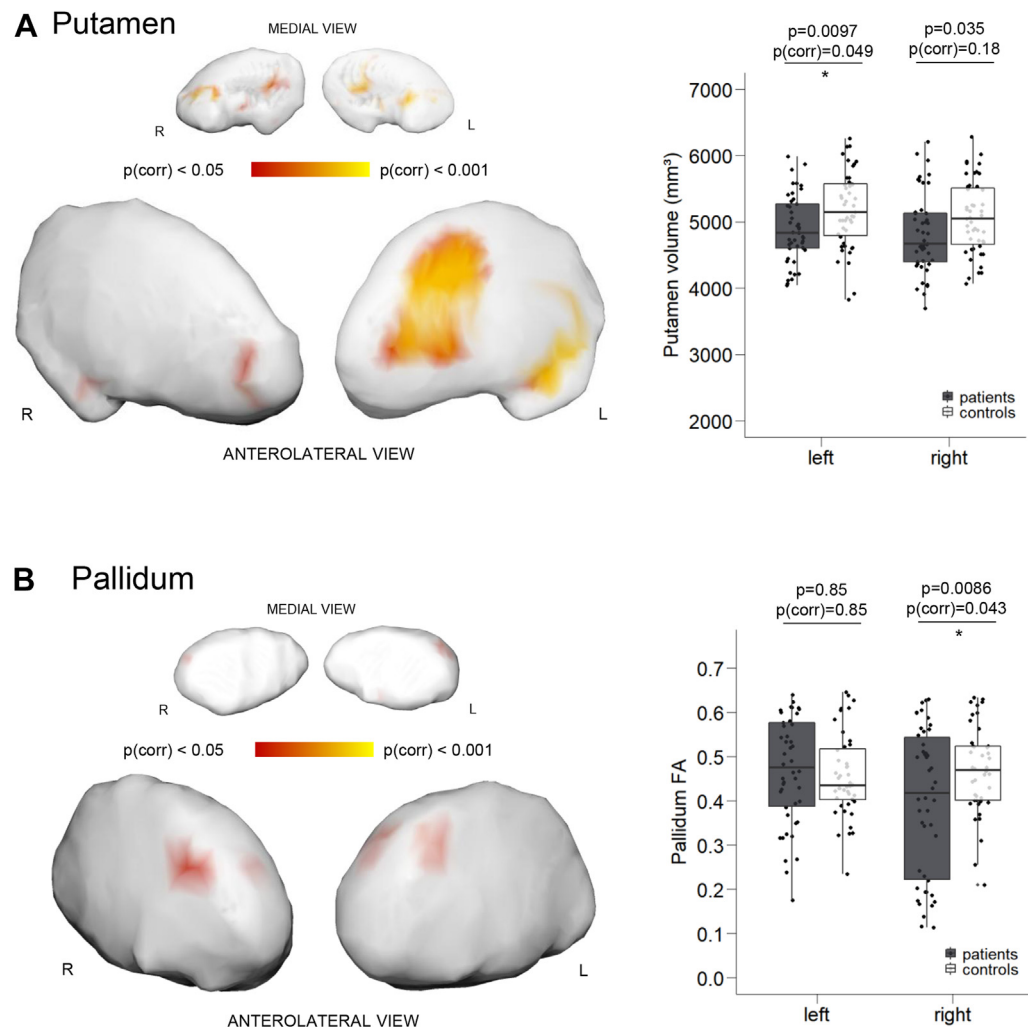 A Putamen
MEDIAL VIEW
R
L
p(corr) < 0.05
p(corr) < 0.001
R
L
ANTEROLATERAL VIEW
p=0.0097
p(corr)=0.049
*
p=0.035
p(corr)=0.18
Putamen volume (mm³)
7000
6000
5000
4000
3000
2000
patients
controls
left
right
B Pallidum
MEDIAL VIEW
R
L
p(corr) < 0.05
p(corr) < 0.001
R
L
ANTEROLATERAL VIEW
p=0.85
p(corr)=0.85
p=0.0086
p(corr)=0.043
*
Pallidum FA
0.7
0.6
0.5
0.4
0.3
0.2
0.1
0.0
patients
controls
left
right